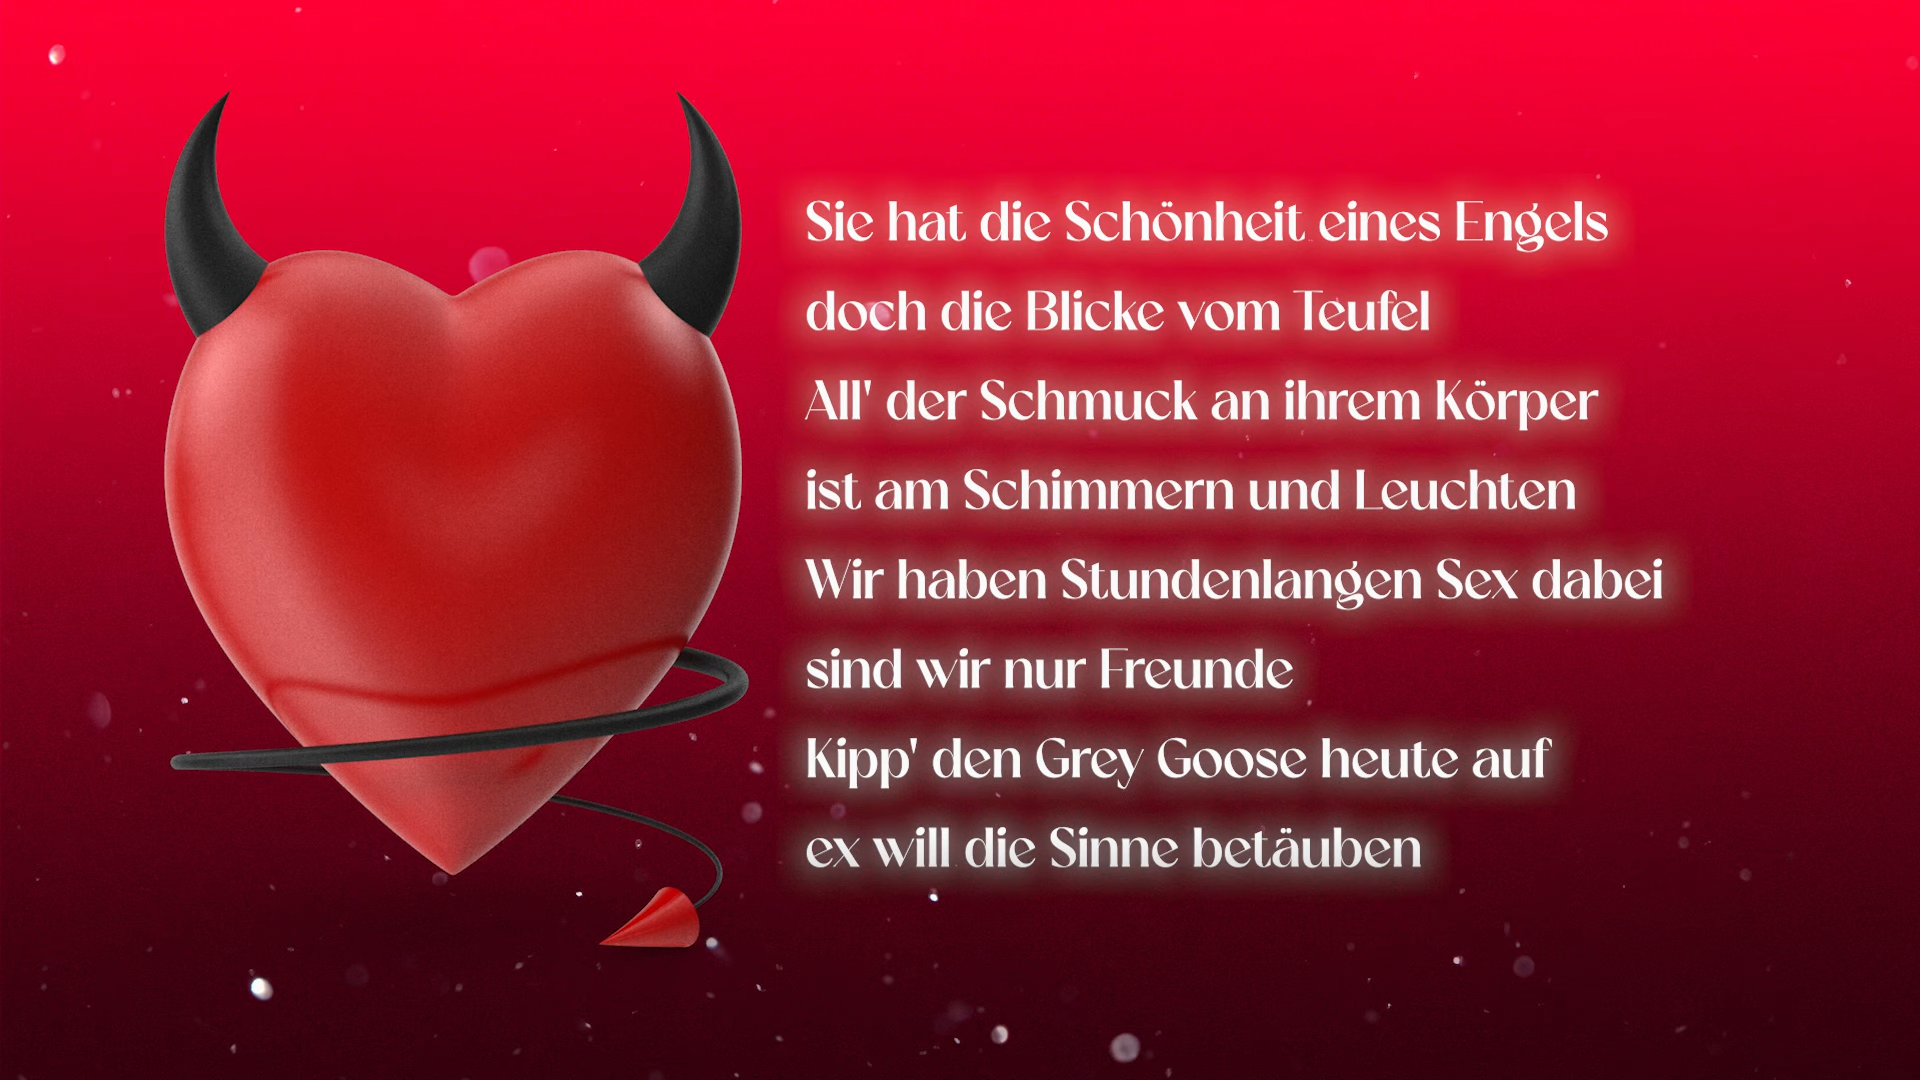 Sie hat die Schönheit eines Engels
doch die Blicke vom Teufel
All' der Schmuck an ihrem Körper
ist am Schimmern und Leuchten
Wir haben Stundenlangen Sex dabei
sind wir nur Freunde
Kipp' den Grey Goose heute auf
ex will die Sinne betäuben